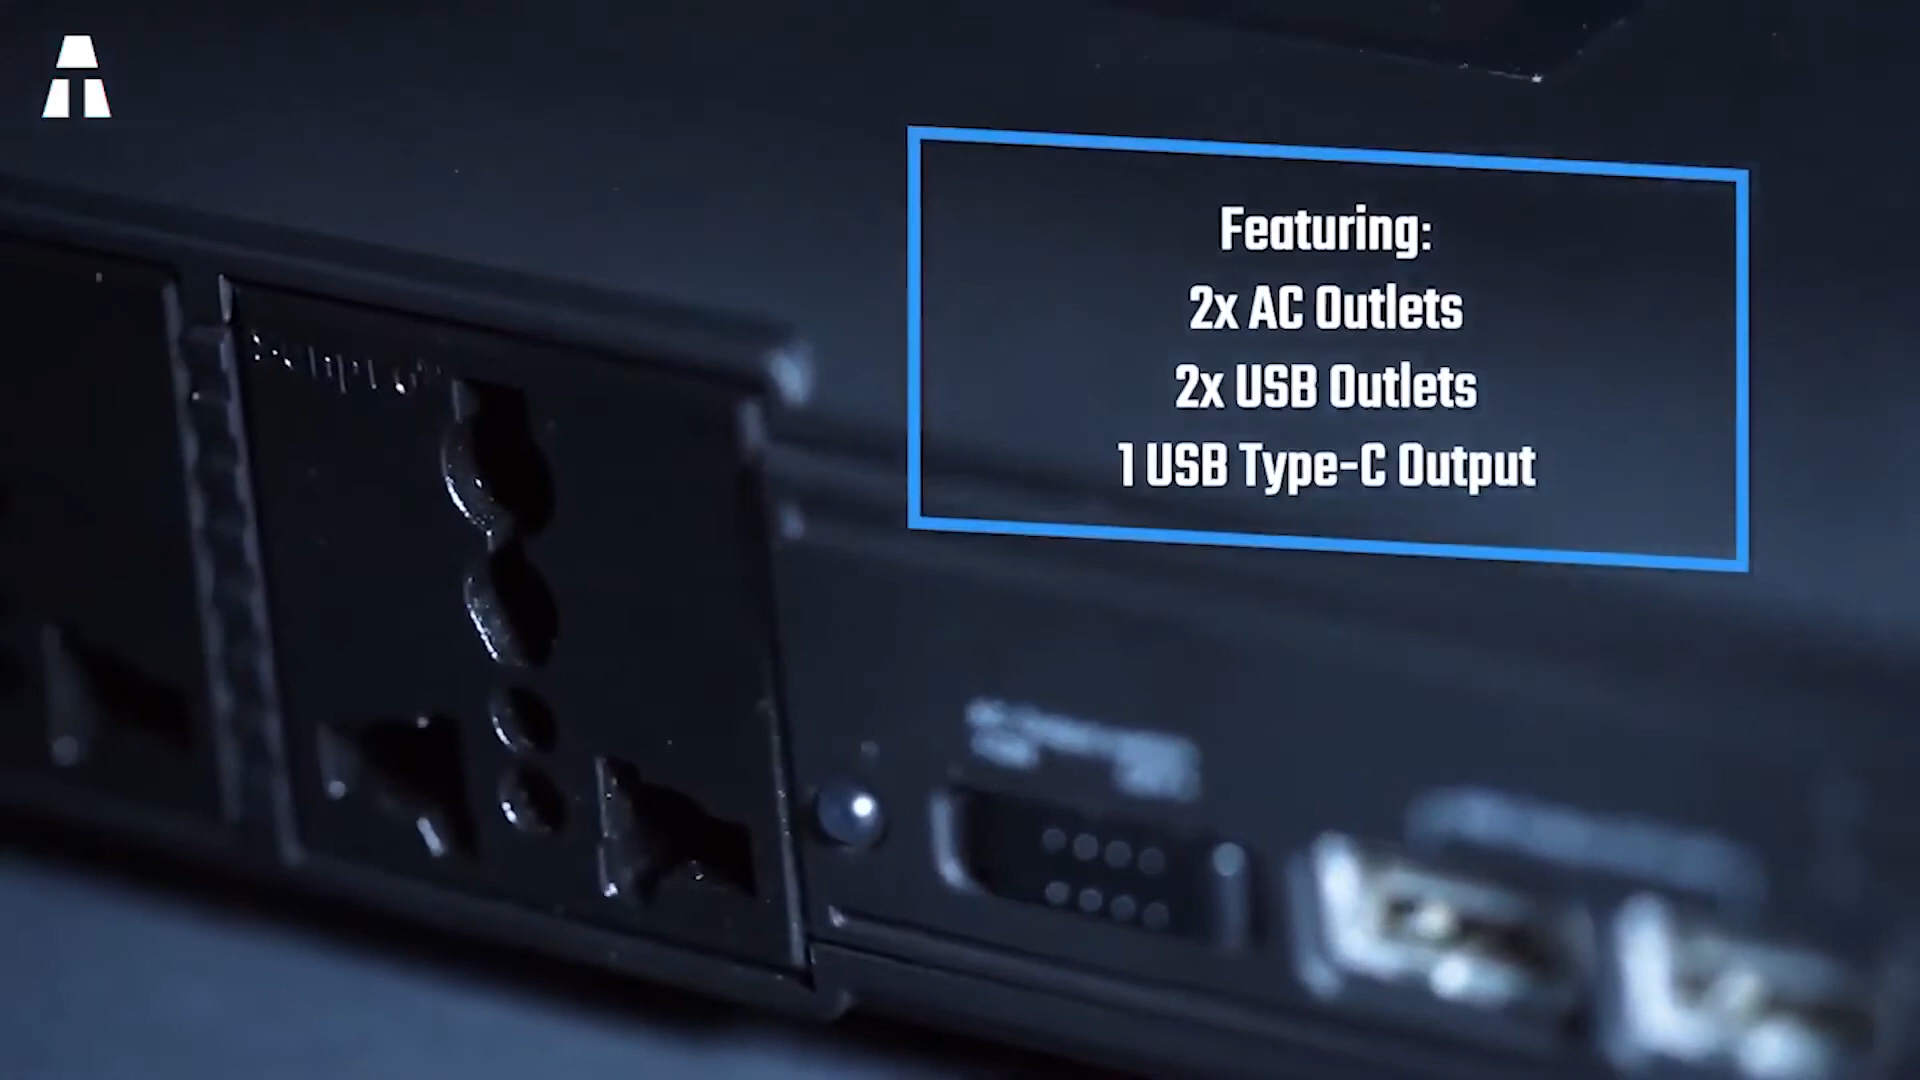 Featuring:
2x AC Outlets
2x USB Outlets
1 USB Type-C Output